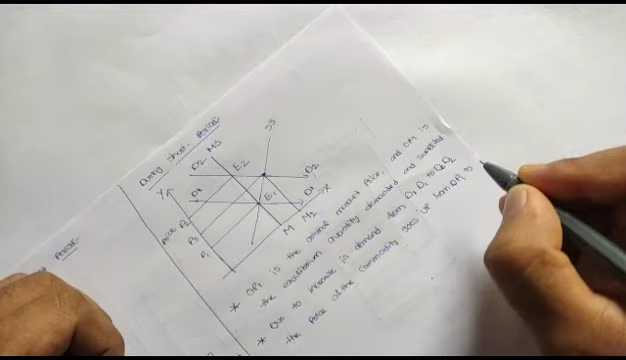 During short Period:
SS
MS
D2
E2
D2
Y
D1
E1
D1
X
Price P2
P3
P1
M
M2
* OP1 is the original market price, and OM is
the equilibrium quantity demanded and supplied
* Due to increase in demand from D1 D1 to D2 D2
the price of the commodity goes up from OP1 to
Period: